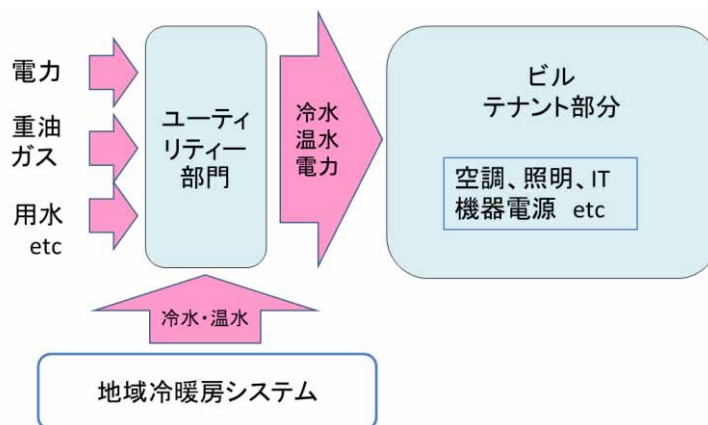 電力
重油
ガス
用水
etc
ユーティ
リティー
部門
冷水
温水
電力
ビル
テナント部分
空調、照明、IT
機器電源 etc
冷水・温水
地域冷暖房システム